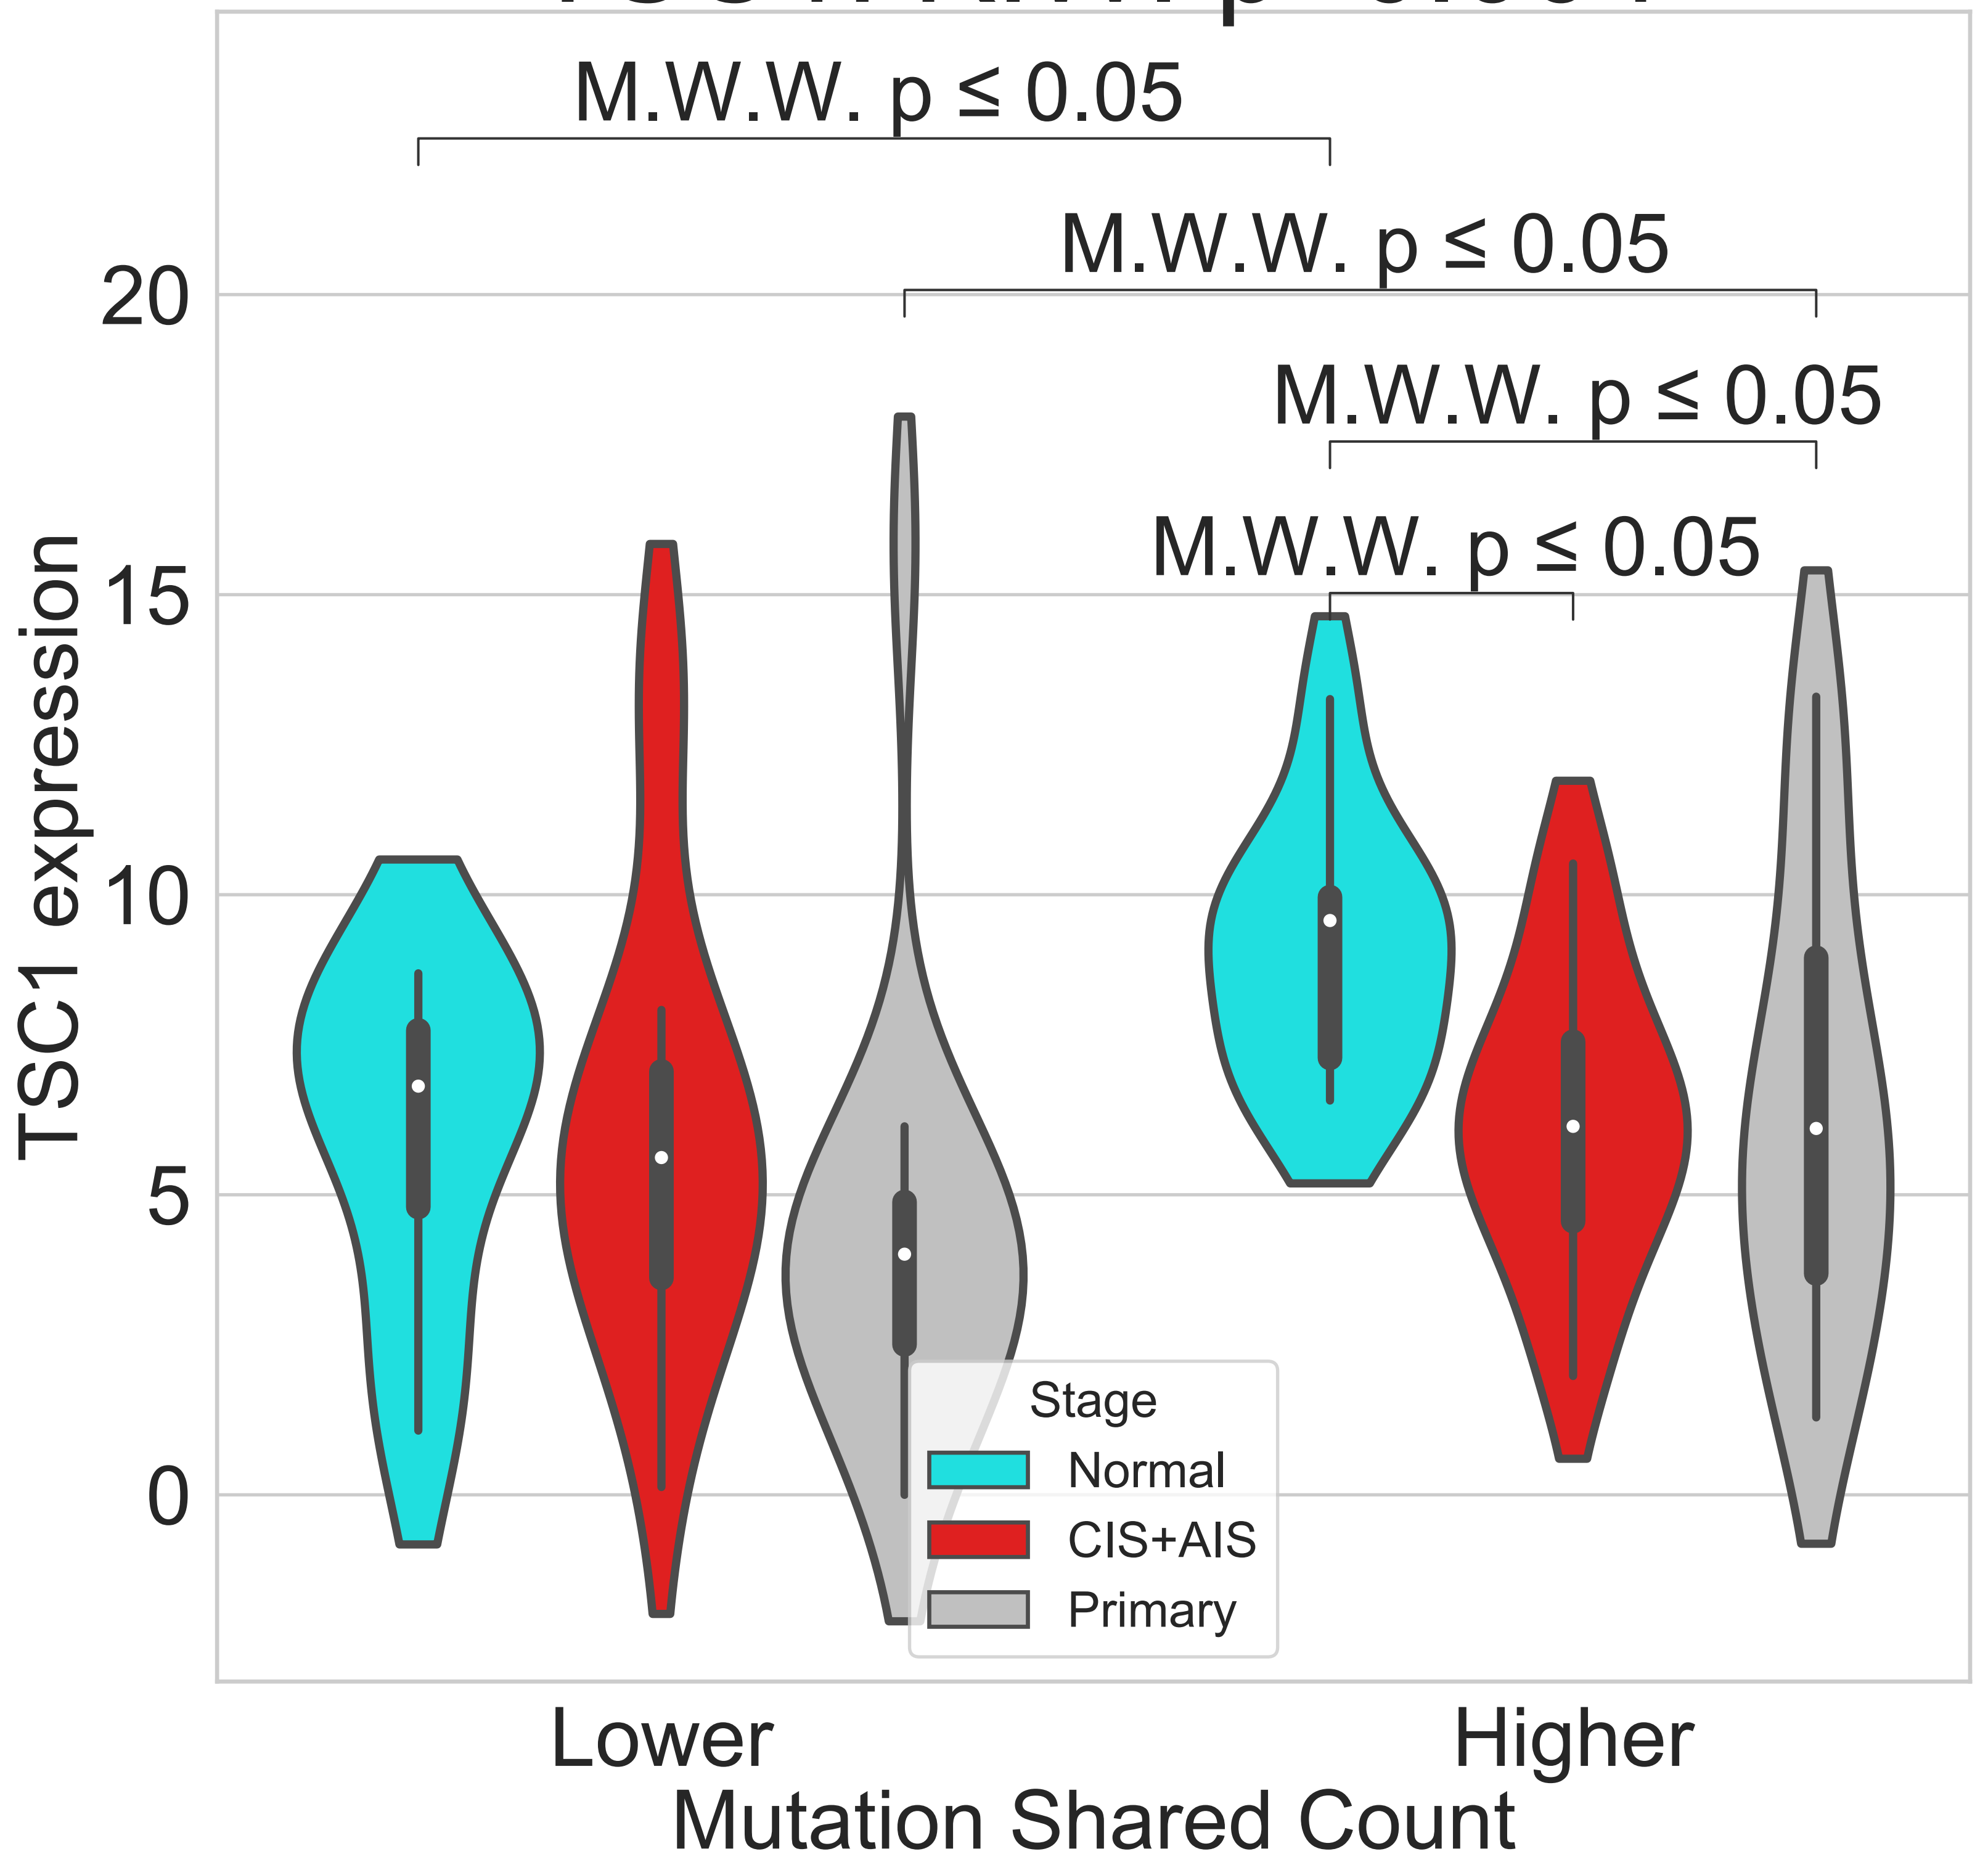 M.W.W. p ≤ 0.05
M.W.W. p ≤ 0.05
M.W.W. p ≤ 0.05
M.W.W. p ≤ 0.05
20
15
10
5
0
TSC1 expression
Stage
Normal
CIS+AIS
Primary
Lower
Higher
Mutation Shared Count